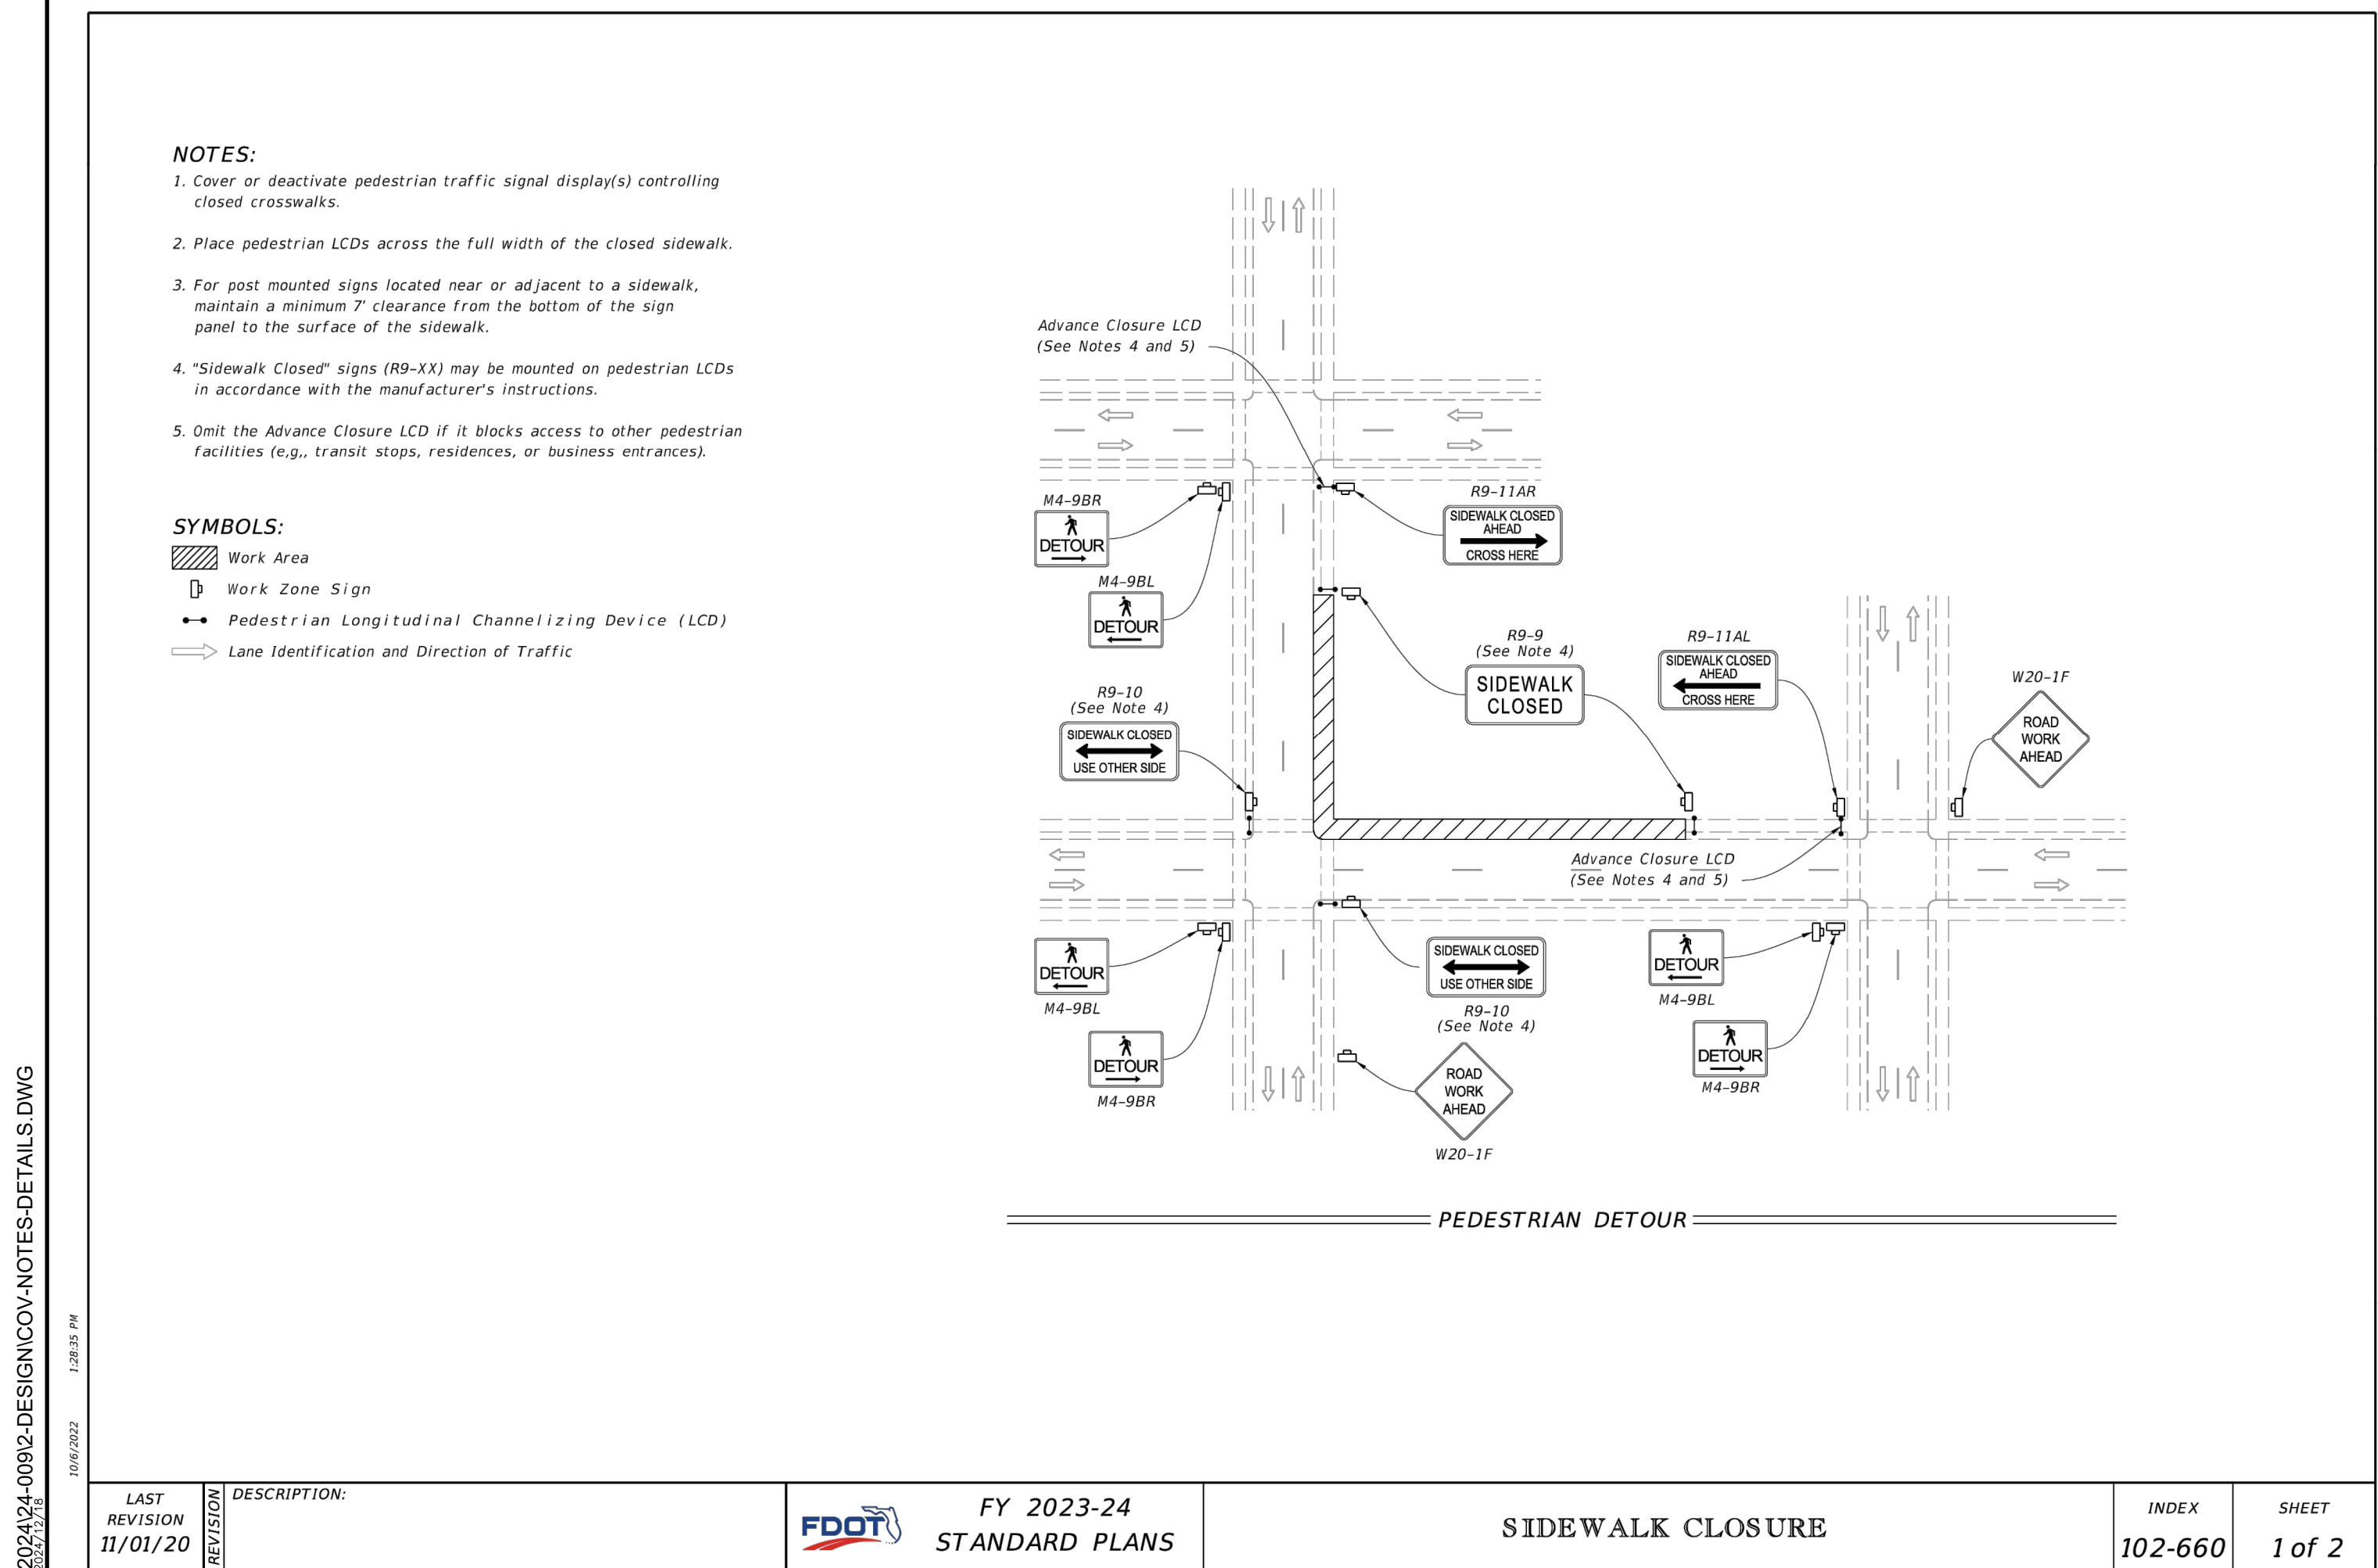 NOTES:
1. Cover or deactivate pedestrian traffic signal display(s) controlling
closed crosswalks.
2. Place pedestrian LCDs across the full width of the closed sidewalk.
3. For post mounted signs located near or adjacent to a sidewalk,
maintain a minimum 7' clearance from the bottom of the sign
panel to the surface of the sidewalk.
4. "Sidewalk Closed" signs (R9-XX) may be mounted on pedestrian LCDs
in accordance with the manufacturer's instructions.
5. Omit the Advance Closure LCD if it blocks access to other pedestrian
facilities (e,g,, transit stops, residences, or business entrances).
SYMBOLS:
Work Area
Work Zone Sign
Pedestrian Longitudinal Channelizing Device (LCD)
Lane Identification and Direction of Traffic
Advance Closure LCD
(See Notes 4 and 5)
M4-9BR
DETOUR
M4-9BL
DETOUR
R9-11AR
SIDEWALK CLOSED
AHEAD
CROSS HERE
R9-10
(See Note 4)
SIDEWALK CLOSED
USE OTHER SIDE
R9-9
(See Note 4)
SIDEWALK
CLOSED
R9-11AL
SIDEWALK CLOSED
AHEAD
CROSS HERE
W20-1F
ROAD
WORK
AHEAD
Advance Closure LCD
(See Notes 4 and 5)
DETOUR
M4-9BL
DETOUR
M4-9BR
SIDEWALK CLOSED
USE OTHER SIDE
R9-10
(See Note 4)
ROAD
WORK
AHEAD
W20-1F
DETOUR
M4-9BL
DETOUR
M4-9BR
PEDESTRIAN DETOUR
2024\24-009\2-DESIGN\COV-NOTES-DETAILS.DWG
2024/12/18
10/6/2022 1:28:35 PM
LAST
REVISION
11/01/20
REVISION
DESCRIPTION:
FDOT
FY 2023-24
STANDARD PLANS
SIDEWALK CLOSURE
INDEX
102-660
SHEET
1 of 2